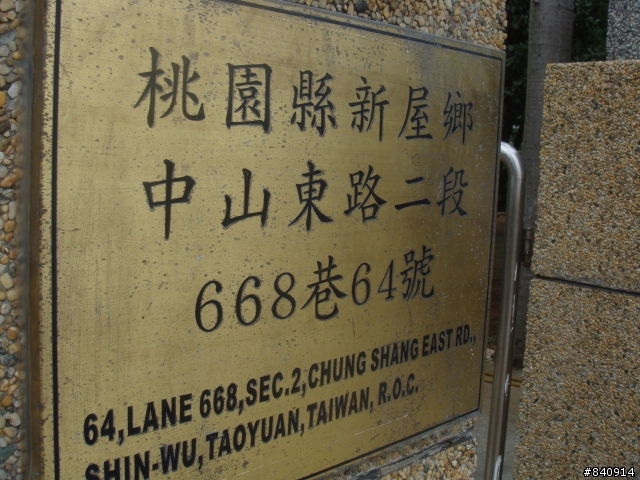 桃園縣新屋鄉
中山東路二段
668巷64號
64,LANE 668,SEC.2,CHUNG SHANG EAST RD.,
SHIN-WU,TAOYUAN,TAIWAN, R.O.C.
#840914